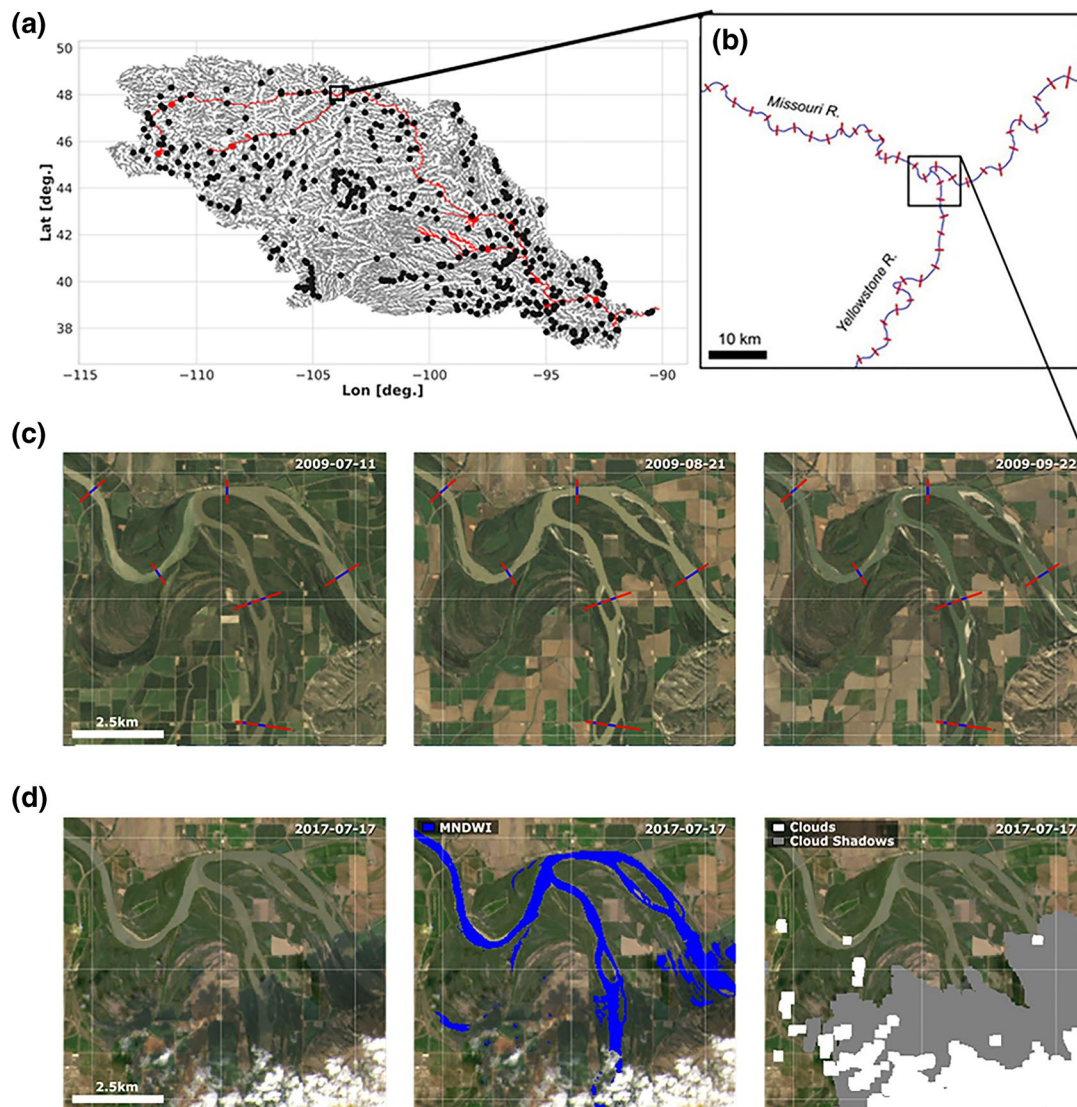 (a)
50
48
46
44
42
40
38
Lat [deg.]
−115
−110
−105
−100
−95
−90
Lon [deg.]
(b)
Missouri R.
Yellowstone R.
10 km
(c)
2009-07-11
2.5km
2009-08-21
2009-09-22
(d)
2017-07-17
2.5km
MNDWI
2017-07-17
Clouds
Cloud Shadows
2017-07-17